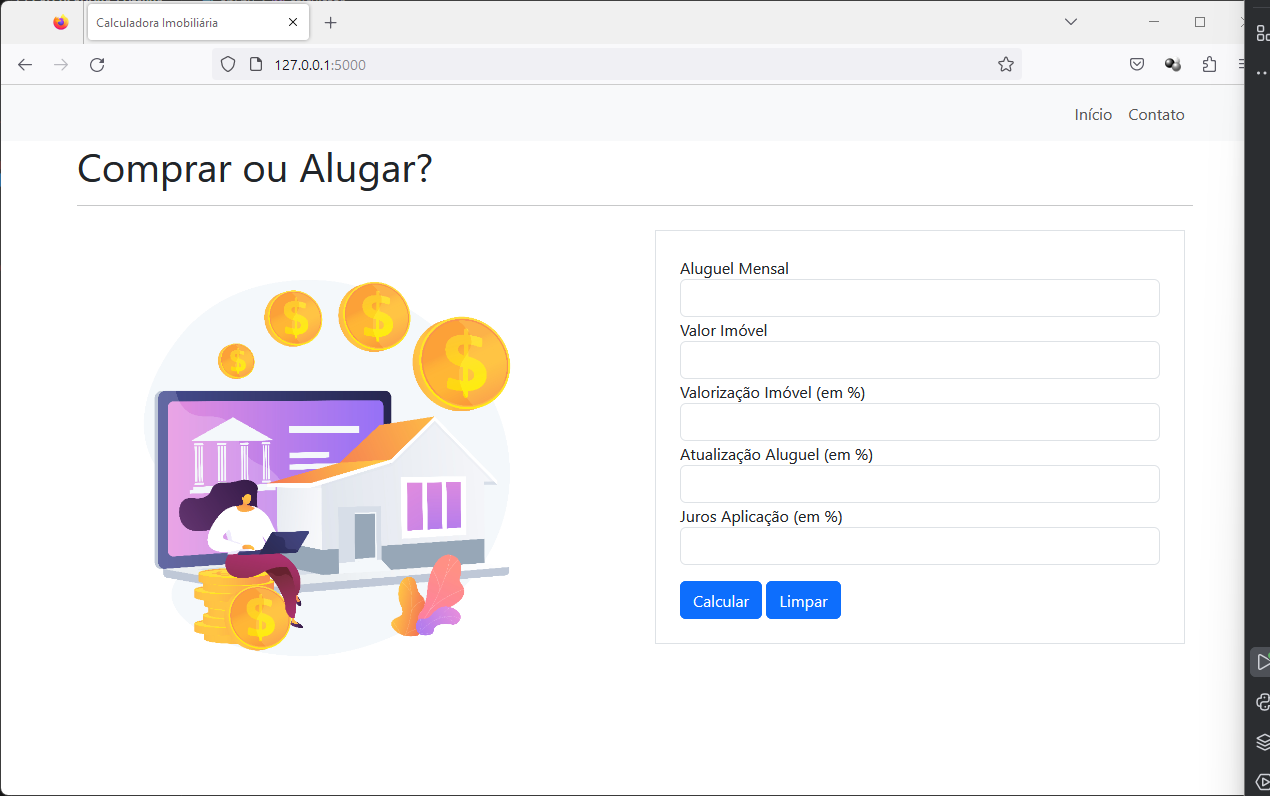 Calculadora Imobiliária
127.0.0.1:5000
Início Contato
Comprar ou Alugar?
Aluguel Mensal
Valor Imóvel
Valorização Imóvel (em %)
Atualização Aluguel (em %)
Juros Aplicação (em %)
Calcular Limpar
$
$
$
$
$